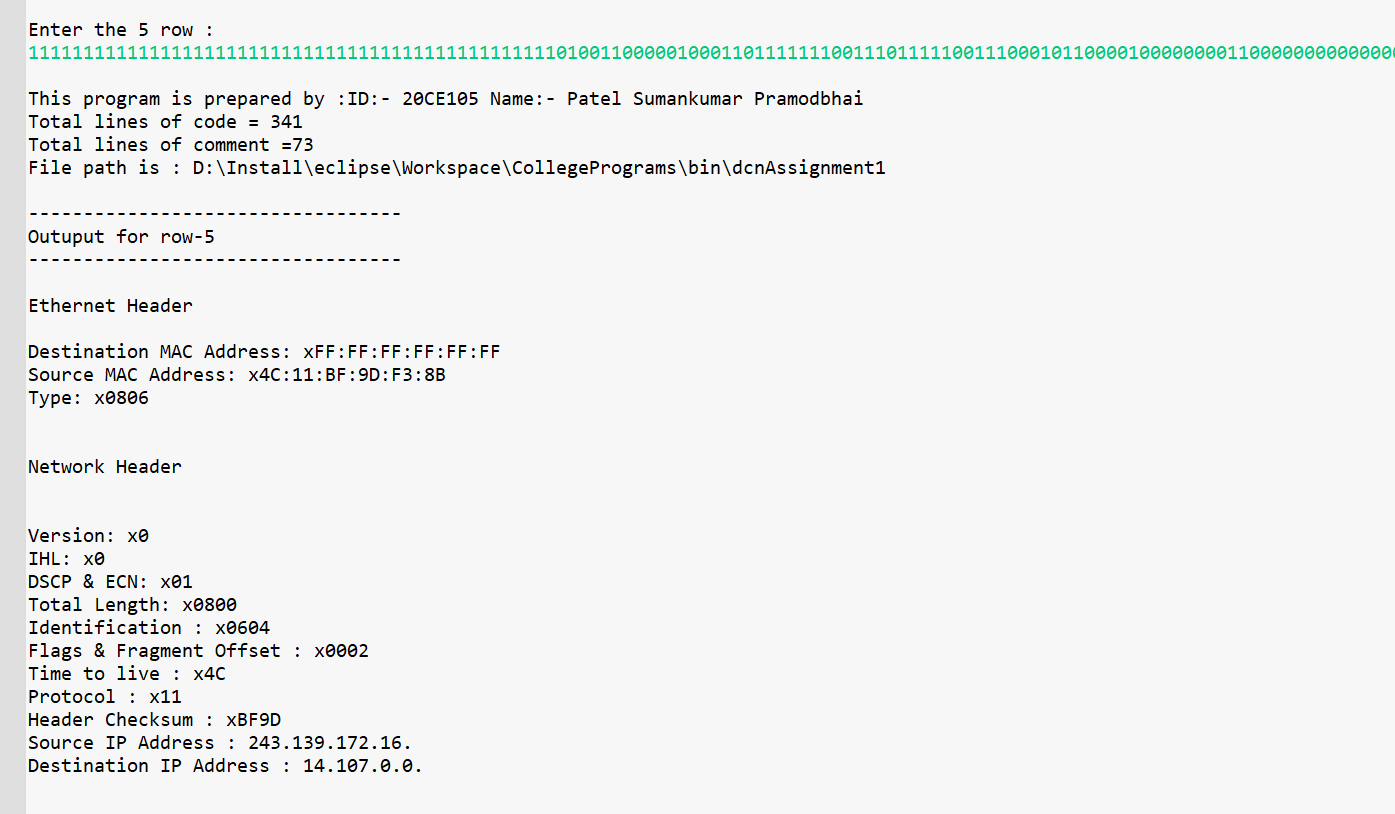 Enter the 5 row :
1111111111111111111111111111111111111111111111110100110000010001101111111001110111110011100010110000100000000110000000000000
This program is prepared by :ID:- 20CE105 Name:- Patel Sumankumar Pramodbhai
Total lines of code = 341
Total lines of comment =73
File path is : D:\Install\eclipse\Workspace\CollegePrograms\bin\dcnAssignment1
----------------------------------
Outuput for row-5
----------------------------------
Ethernet Header
Destination MAC Address: xFF:FF:FF:FF:FF:FF
Source MAC Address: x4C:11:BF:9D:F3:8B
Type: x0806
Network Header
Version: x0
IHL: x0
DSCP & ECN: x01
Total Length: x0800
Identification : x0604
Flags & Fragment Offset : x0002
Time to live : x4C
Protocol : x11
Header Checksum : xBF9D
Source IP Address : 243.139.172.16.
Destination IP Address : 14.107.0.0.